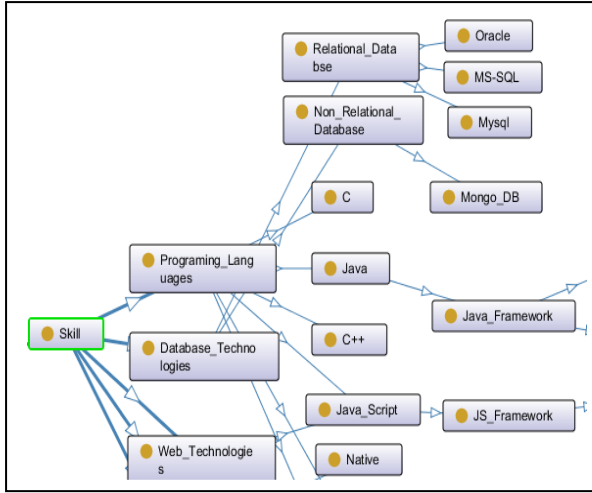 Relational_Data
bse
Oracle
MS-SQL
Mysql
Non_Relational_
Database
Mongo_DB
C
Programing_Lang
uages
Java
Java_Framework
C++
Skill
Database_Techno
logies
Java_Script
JS_Framework
Web_Technologie
s
Native